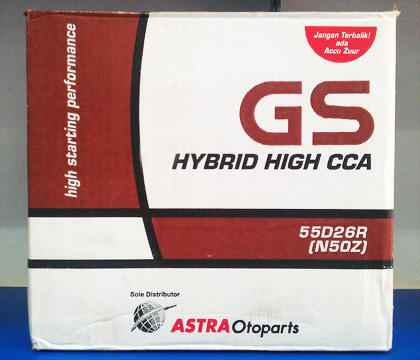 Jangan Terbalik!
ada
Accu Zuur
high starting performance
GS
HYBRID HIGH CCA
55D26R
(N50Z)
Sole Distributor
ASTRA Otoparts